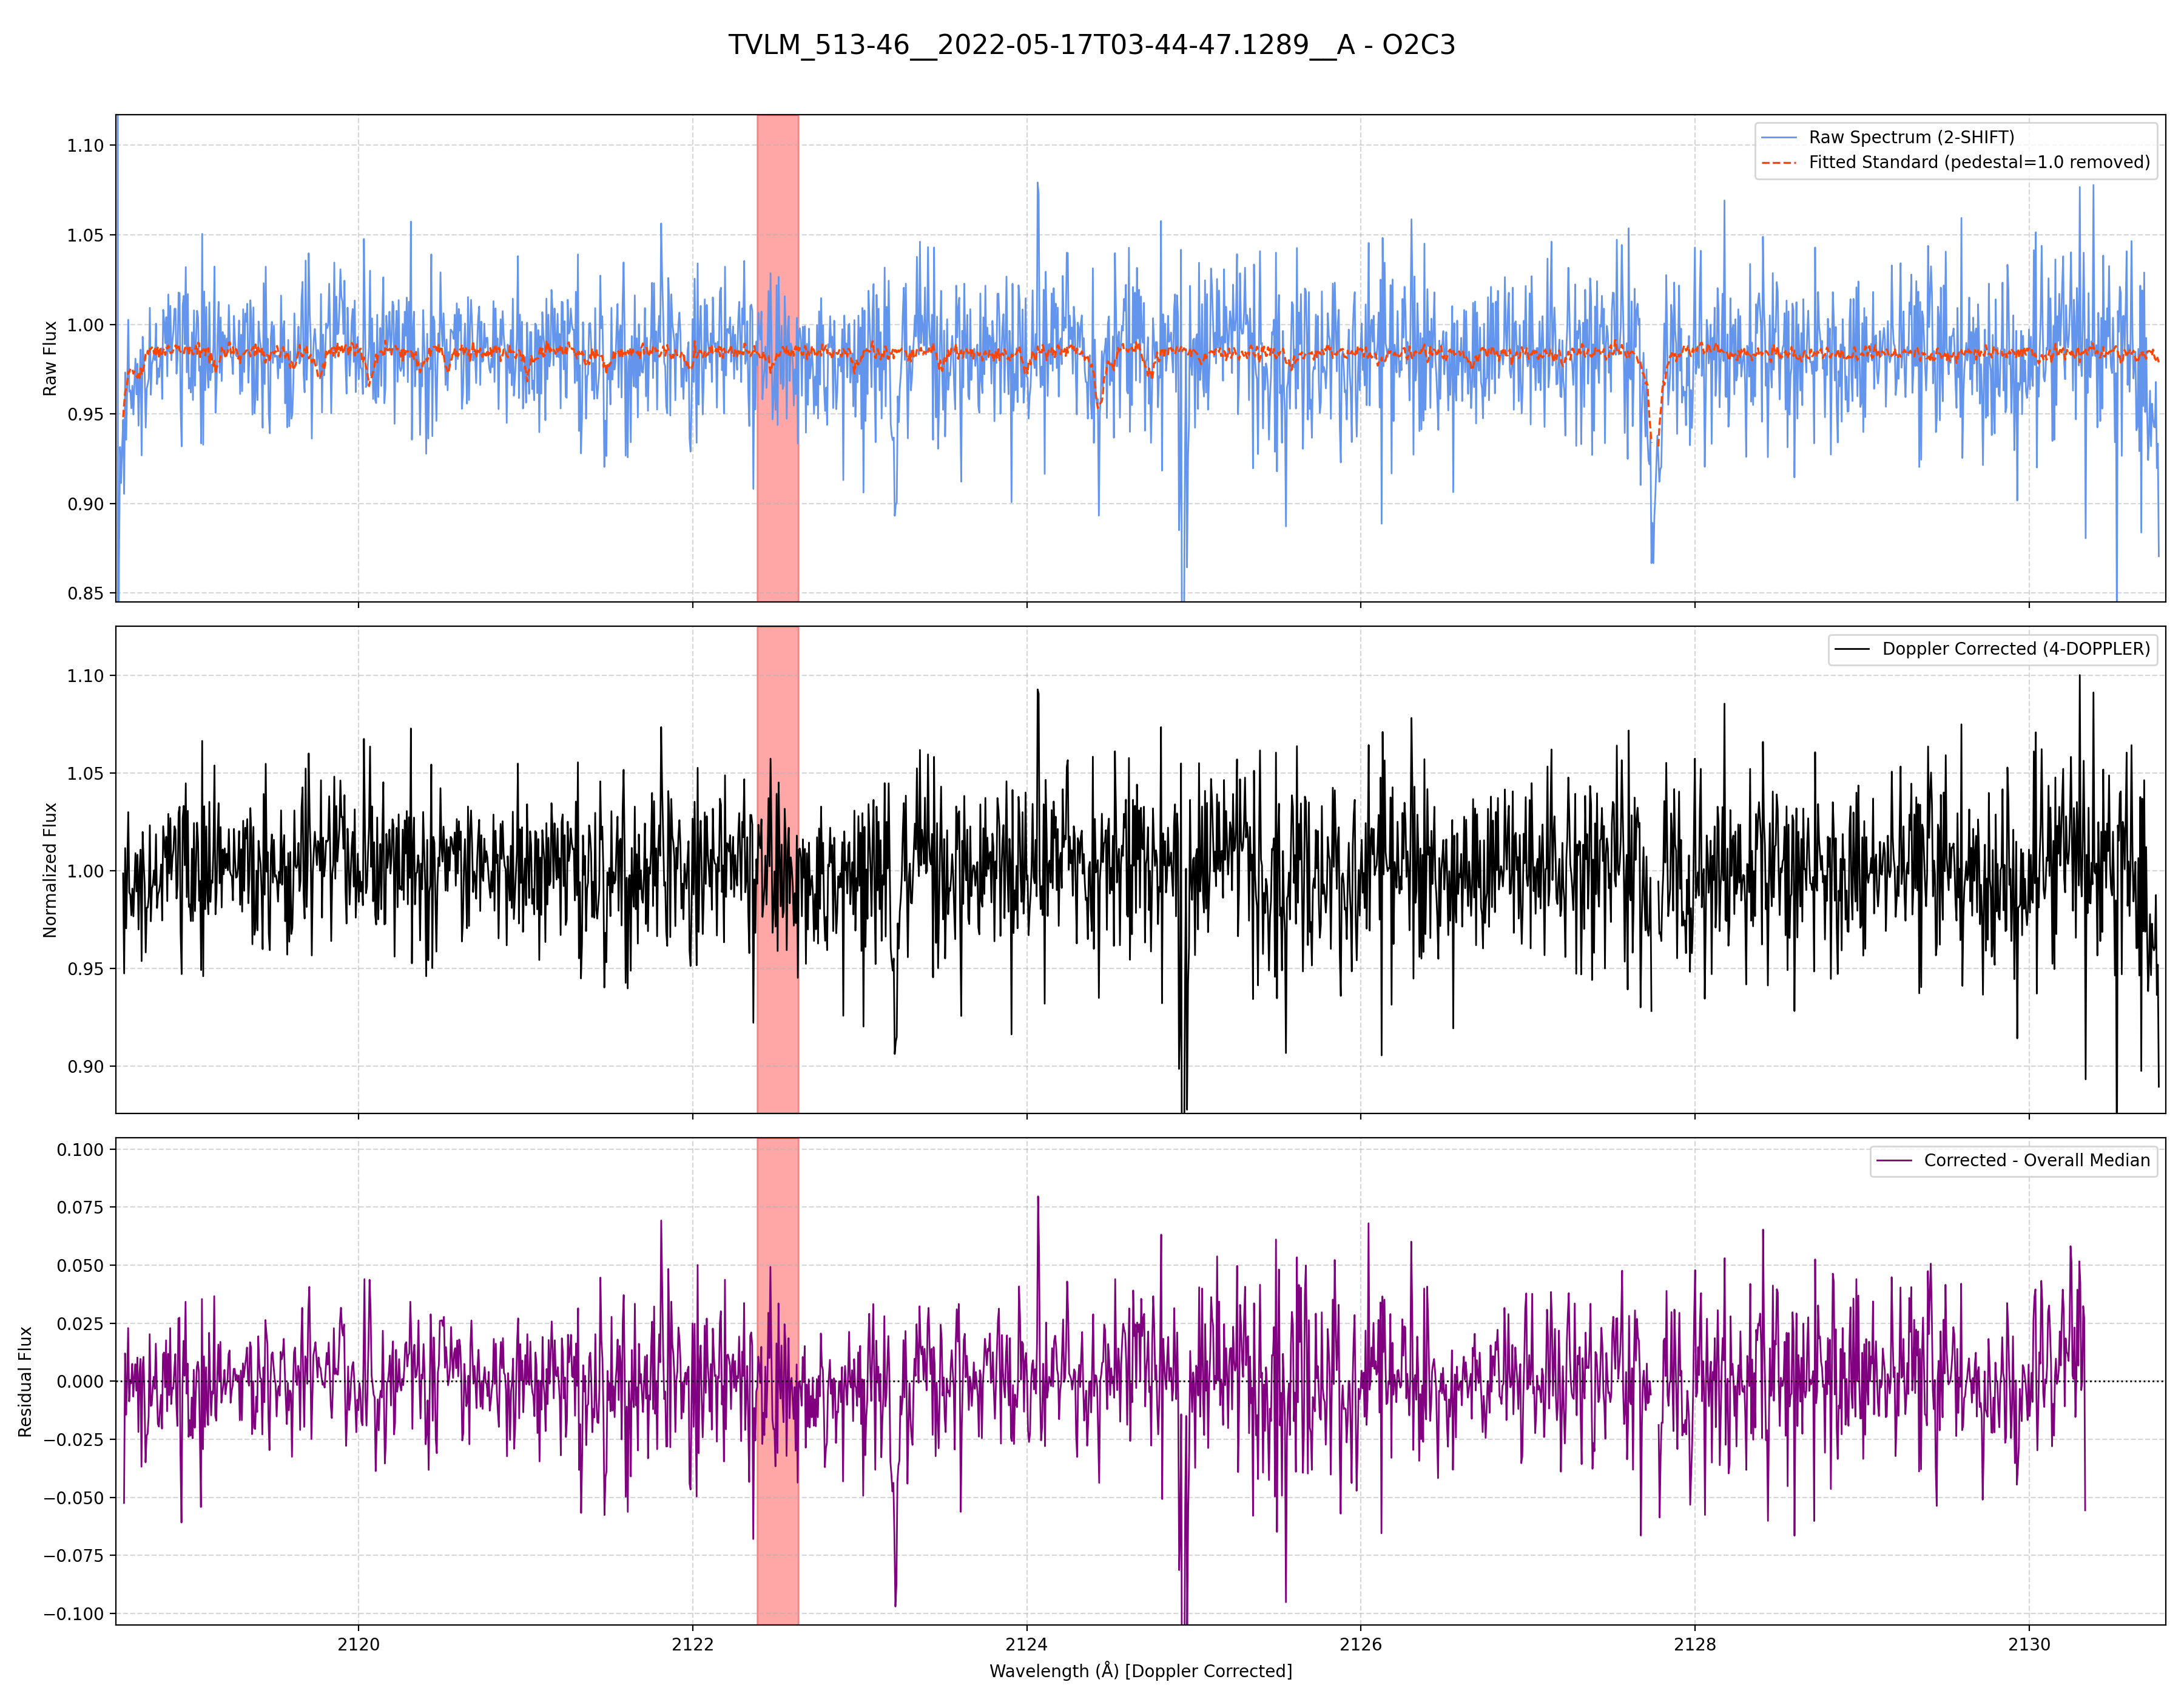 TVLM_513-46__2022-05-17T03-44-47.1289__A - O2C3
Raw Flux
1.10
1.05
1.00
0.95
0.90
0.85
Raw Spectrum (2-SHIFT)
Fitted Standard (pedestal=1.0 removed)
Normalized Flux
1.10
1.05
1.00
0.95
0.90
Doppler Corrected (4-DOPPLER)
Residual Flux
0.100
0.075
0.050
0.025
0.000
−0.025
−0.050
−0.075
−0.100
Corrected - Overall Median
2120 2122 2124 2126 2128 2130
Wavelength (Å) [Doppler Corrected]